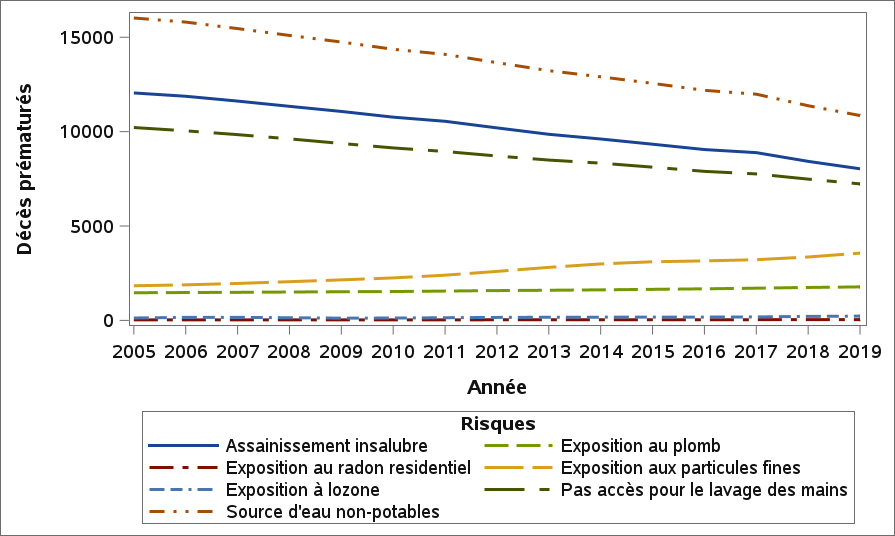 15000
10000
5000
0
Décès prématurés
2005 2006 2007 2008 2009 2010 2011 2012 2013 2014 2015 2016 2017 2018 2019
Année
Risques
Assainissement insalubre
Exposition au plomb
Exposition au radon residentiel
Exposition aux particules fines
Exposition à lozone
Pas accès pour le lavage des mains
Source d'eau non-potables